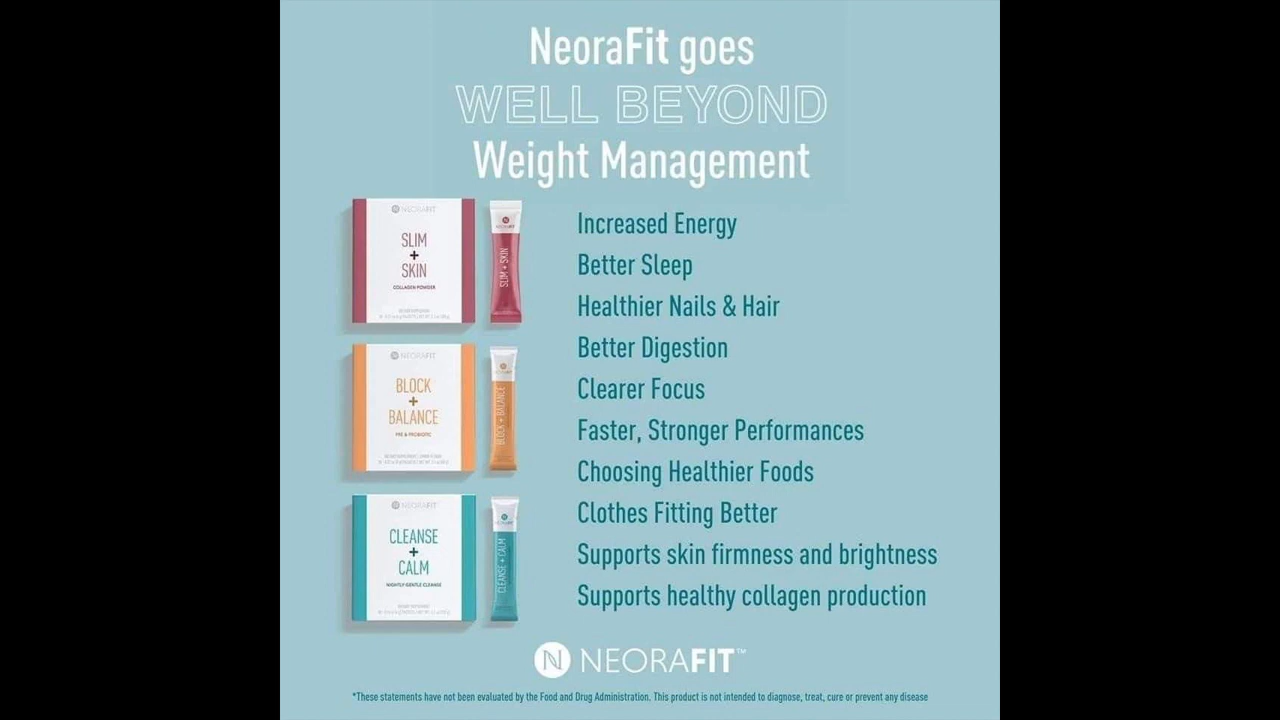 NeoraFit goes
WELL BEYOND
Weight Management
NEORAFIT
SLIM
+
SKIN
COLLAGEN POWDER
NEORAFIT
SLIM + SKIN
Increased Energy
Better Sleep
Healthier Nails & Hair
Better Digestion
Clearer Focus
Faster, Stronger Performances
Choosing Healthier Foods
Clothes Fitting Better
Supports skin firmness and brightness
Supports healthy collagen production
NEORAFIT
BLOCK
+
BALANCE
PRE & PROBIOTIC
BLOCK + BALANCE
NEORAFIT
CLEANSE
+
CALM
NIGHTLY GENTLE CLEANSE
CLEANSE + CALM
NEORAFIT™
*These statements have not been evaluated by the Food and Drug Administration. This product is not intended to diagnose, treat, cure or prevent any disease